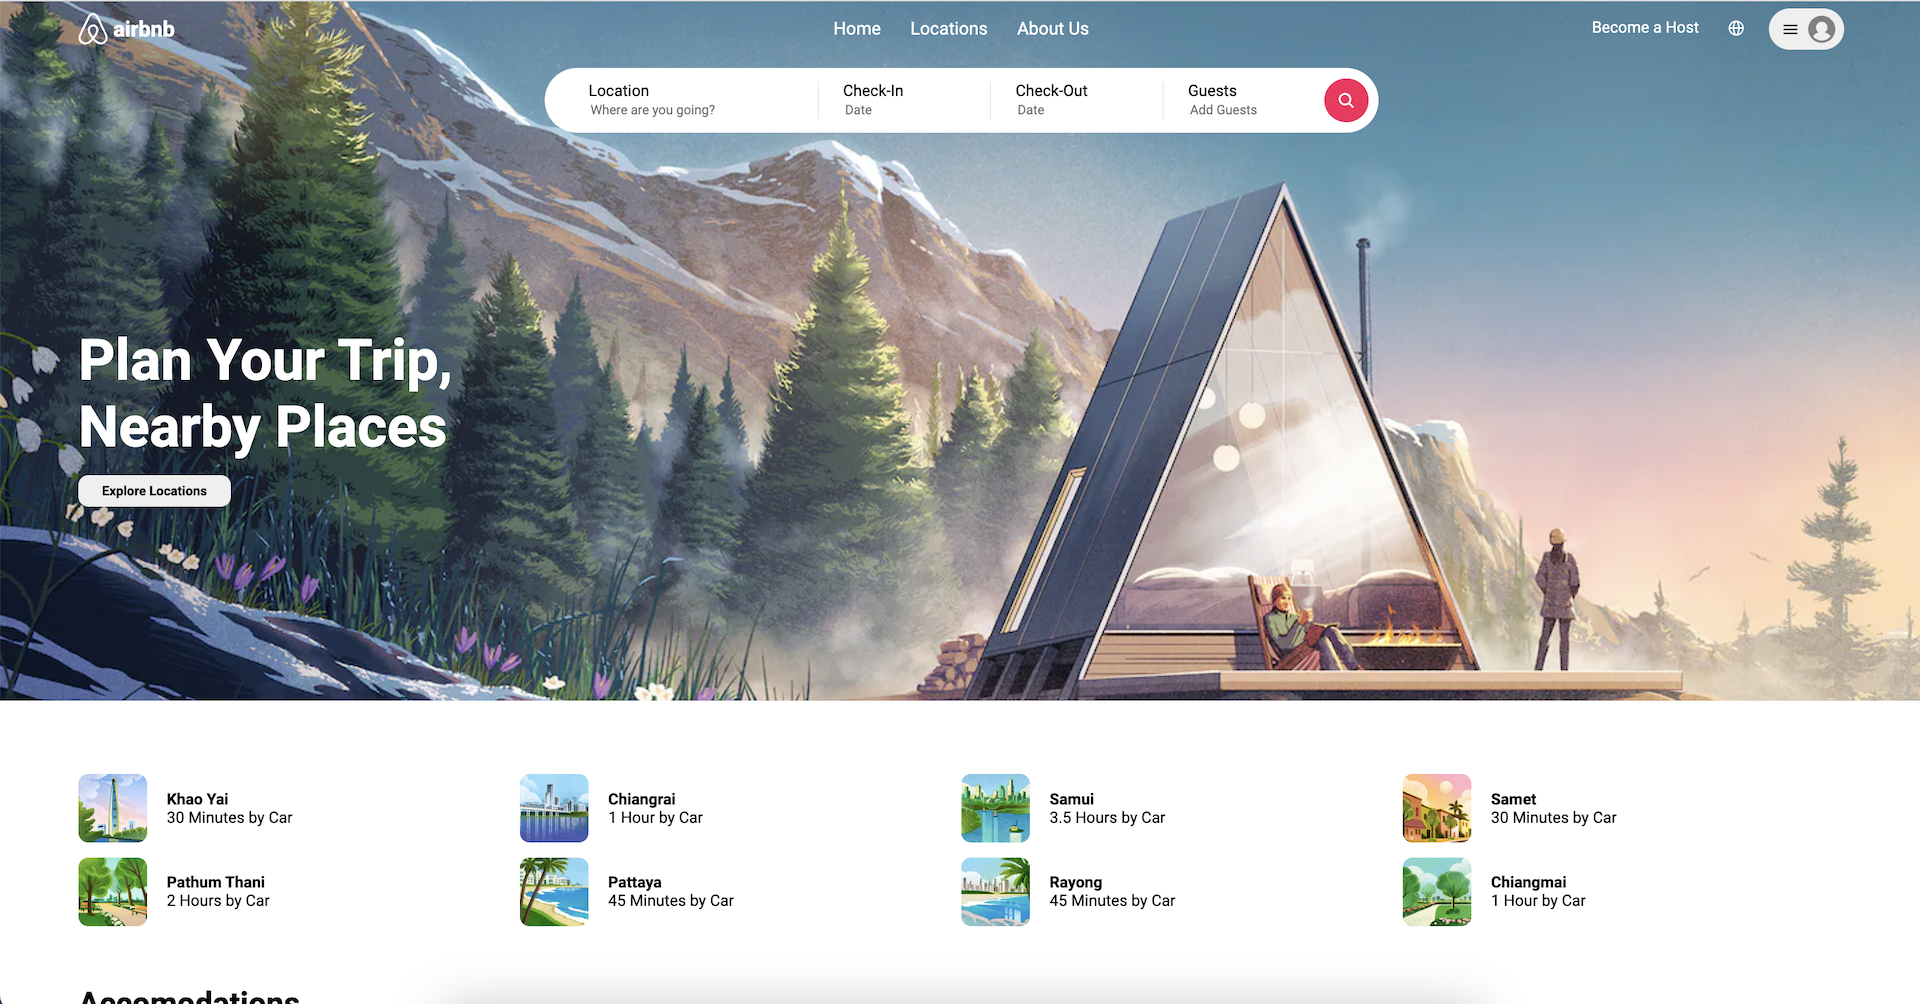 airbnb
Home Locations About Us
Become a Host
Location
Where are you going?
Check-In
Date
Check-Out
Date
Guests
Add Guests
Plan Your Trip,
Nearby Places
Explore Locations
Khao Yai
30 Minutes by Car
Chiangrai
1 Hour by Car
Samui
3.5 Hours by Car
Samet
30 Minutes by Car
Pathum Thani
2 Hours by Car
Pattaya
45 Minutes by Car
Rayong
45 Minutes by Car
Chiangmai
1 Hour by Car
Accomodations